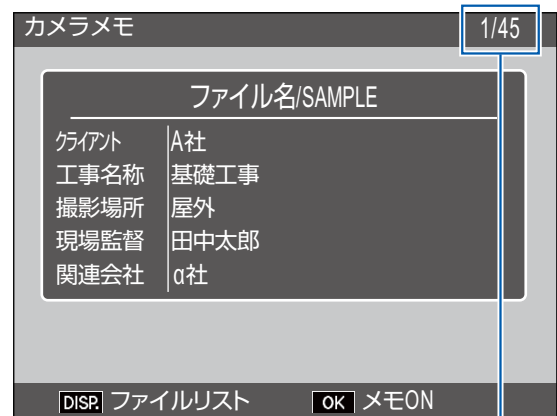 カメラメモ 1/45
ファイル名/SAMPLE
クライアント A社
工事名称 基礎工事
撮影場所 屋外
現場監督 田中太郎
関連会社 α社
DISP. ファイルリスト OK メモON